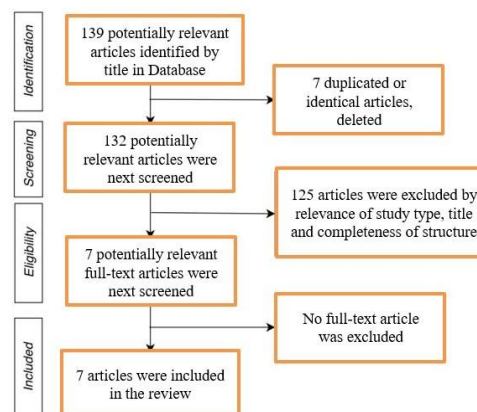 Identification
139 potentially relevant
articles identified by
title in Database
7 duplicated or
identical articles,
deleted
Screening
132 potentially
relevant articles were
next screened
125 articles were excluded by
relevance of study type, title
and completeness of structure
Eligibility
7 potentially relevant
full-text articles were
next screened
No full-text article
was excluded
Included
7 articles were included
in the review